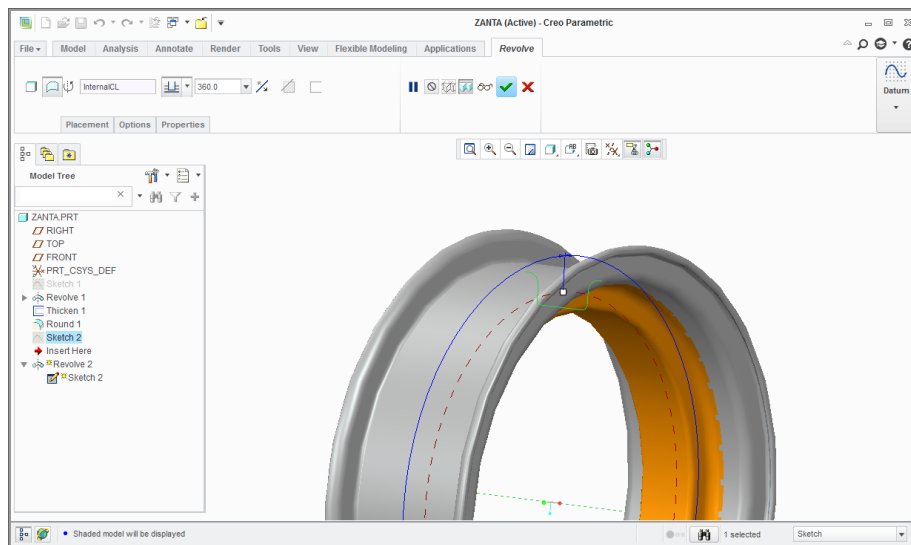 ZANTA (Active) - Creo Parametric
File Model Analysis Annotate Render Tools View Flexible Modeling Applications Revolve
InternalCL 360.0
Datum
Placement Options Properties
Model Tree
ZANTA.PRT
RIGHT
TOP
FRONT
PRT_CSYS_DEF
Sketch 1
Revolve 1
Thicken 1
Round 1
Sketch 2
Insert Here
Revolve 2
Sketch 2
Shaded model will be displayed 1 selected Sketch